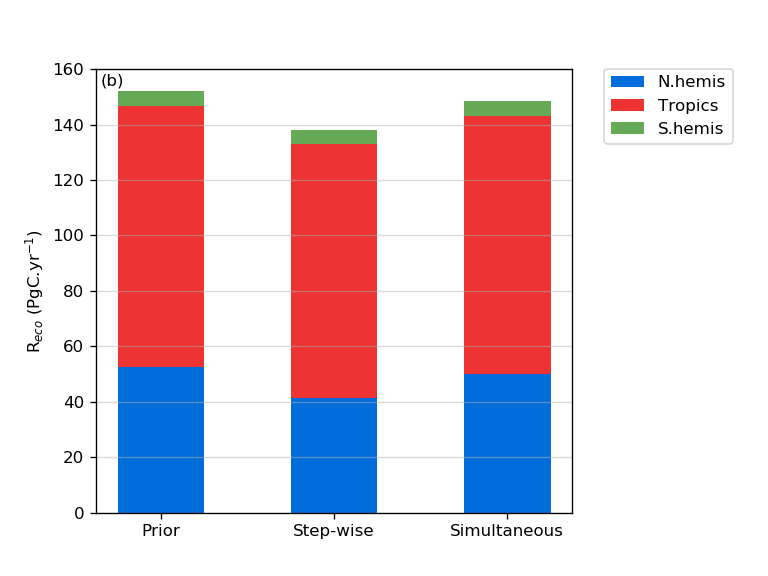 (b)
N.hemis
Tropics
S.hemis
160
140
120
100
80
60
40
20
0
R_eco (PgC.yr⁻¹)
Prior Step-wise Simultaneous